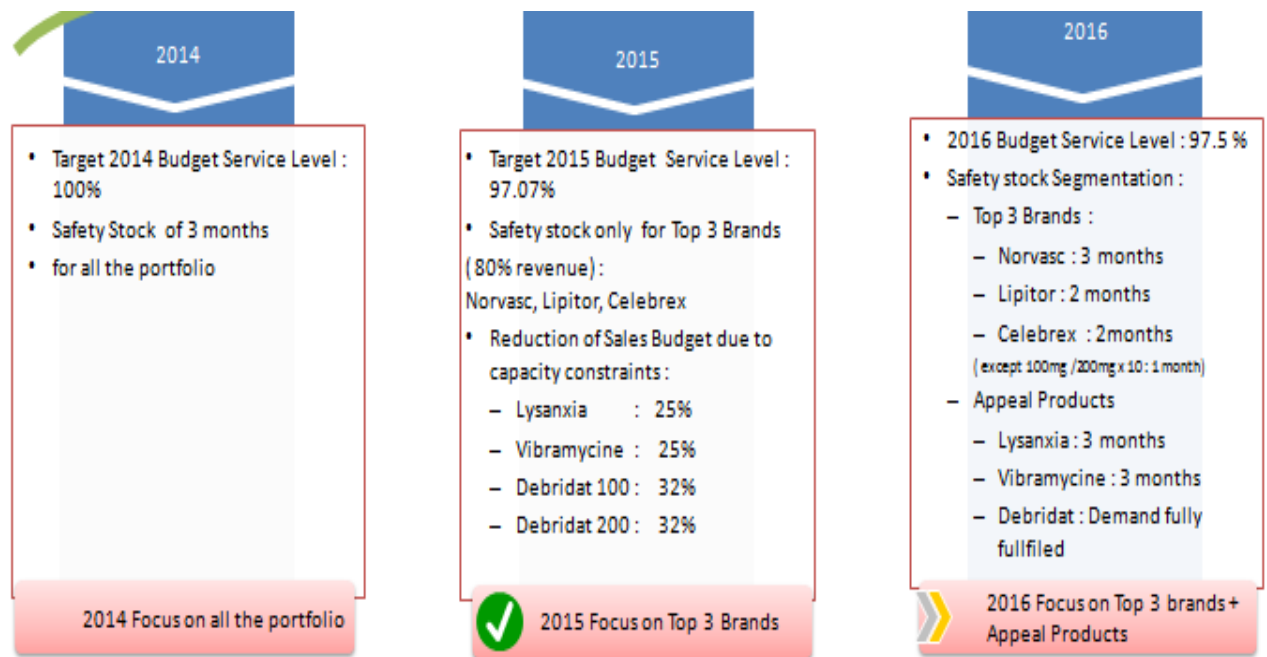 2014
• Target 2014 Budget Service Level :
100%
• Safety Stock of 3 months
• for all the portfolio
2014 Focus on all the portfolio
2015
• Target 2015 Budget Service Level :
97.07%
• Safety stock only for Top 3 Brands
( 80% revenue) :
Norvasc, Lipitor, Celebrex
• Reduction of Sales Budget due to
capacity constraints :
– Lysanxia : 25%
– Vibramycine : 25%
– Debridat 100 : 32%
– Debridat 200 : 32%
2015 Focus on Top 3 Brands
2016
• 2016 Budget Service Level : 97.5 %
• Safety stock Segmentation :
– Top 3 Brands :
– Norvasc : 3 months
– Lipitor : 2 months
– Celebrex : 2months
( except 100mg /200mg x 10 : 1 month)
– Appeal Products
– Lysanxia : 3 months
– Vibramycine : 3 months
– Debridat : Demand fully
fullfiled
2016 Focus on Top 3 brands +
Appeal Products